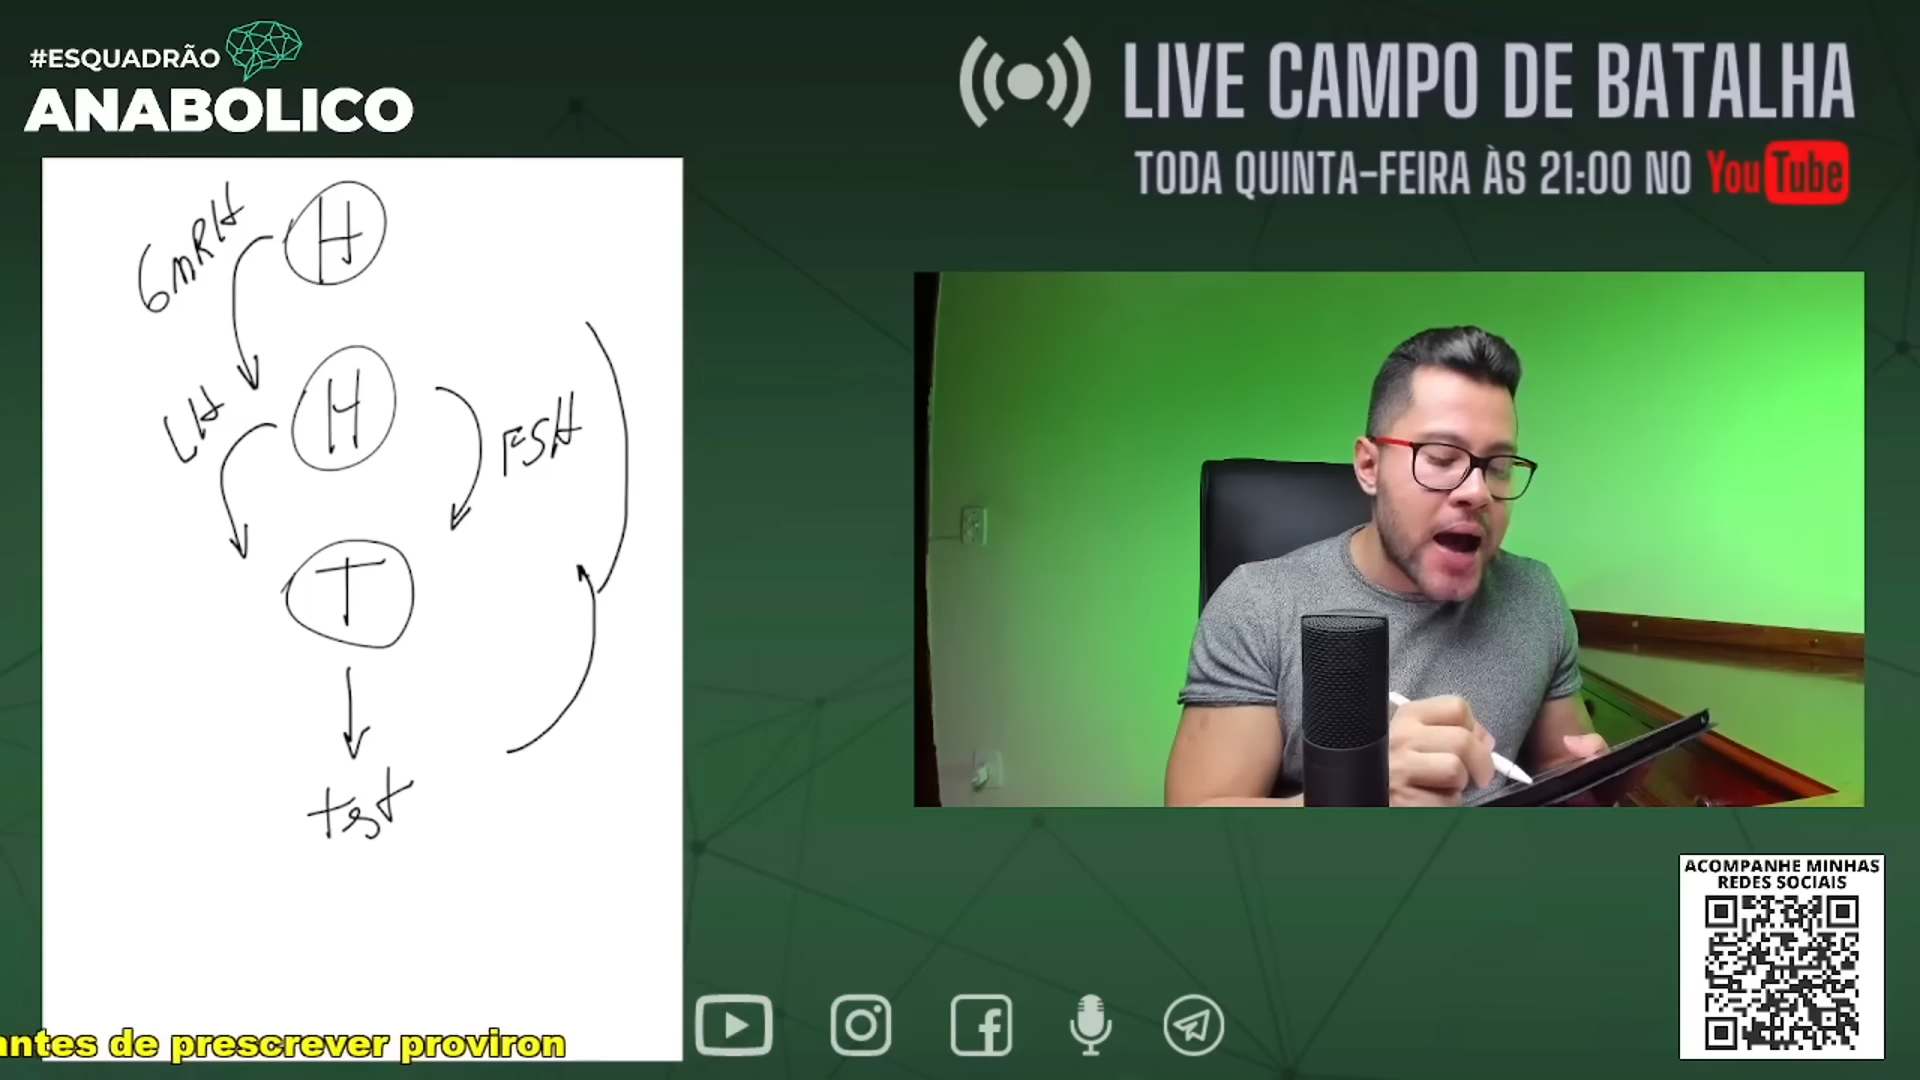 #ESQUADRÃO
ANABOLICO
LIVE CAMPO DE BATALHA
TODA QUINTA-FEIRA ÀS 21:00 NO YouTube
GnRH
H
LH
H
FSH
T
test
antes de prescrever proviron
ACOMPANHE MINHAS
REDES SOCIAIS